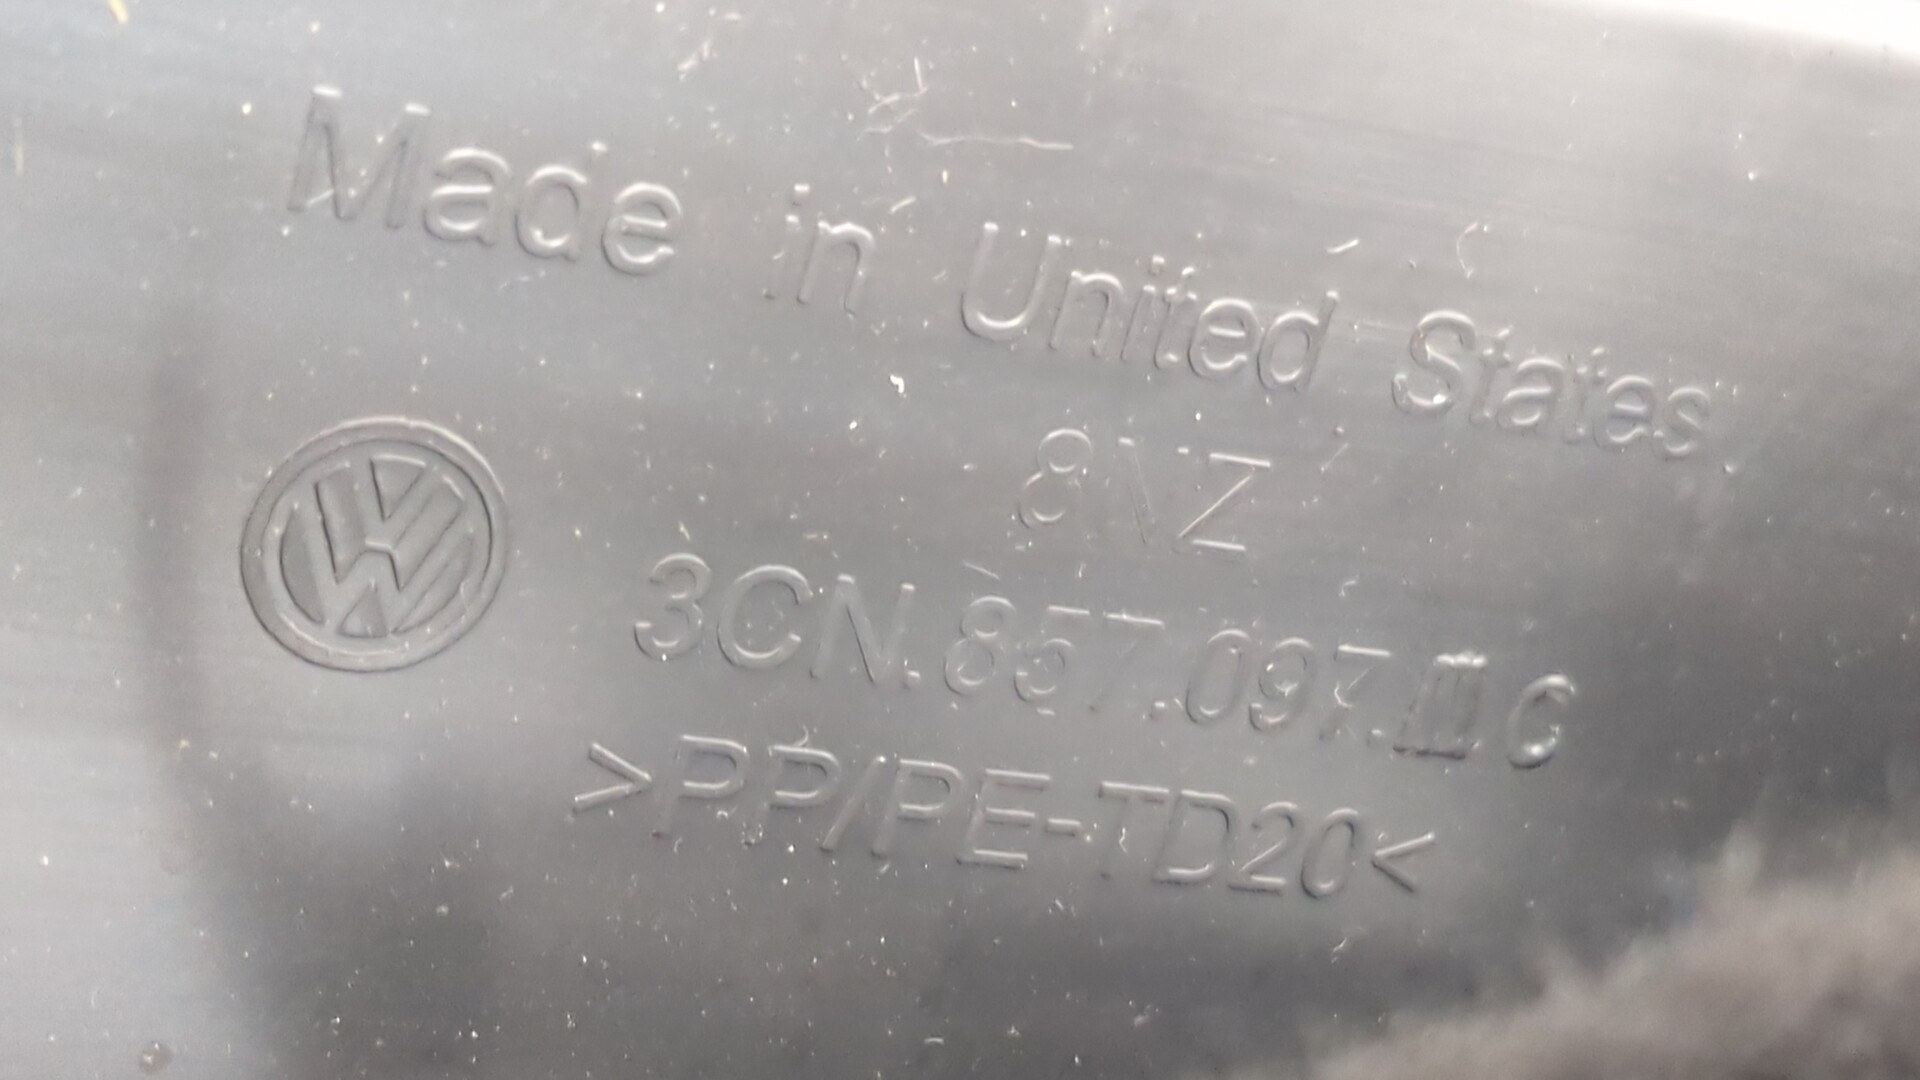 Made in United States
8NZ
3CN.857.097. C
>PP/PE-TD20<